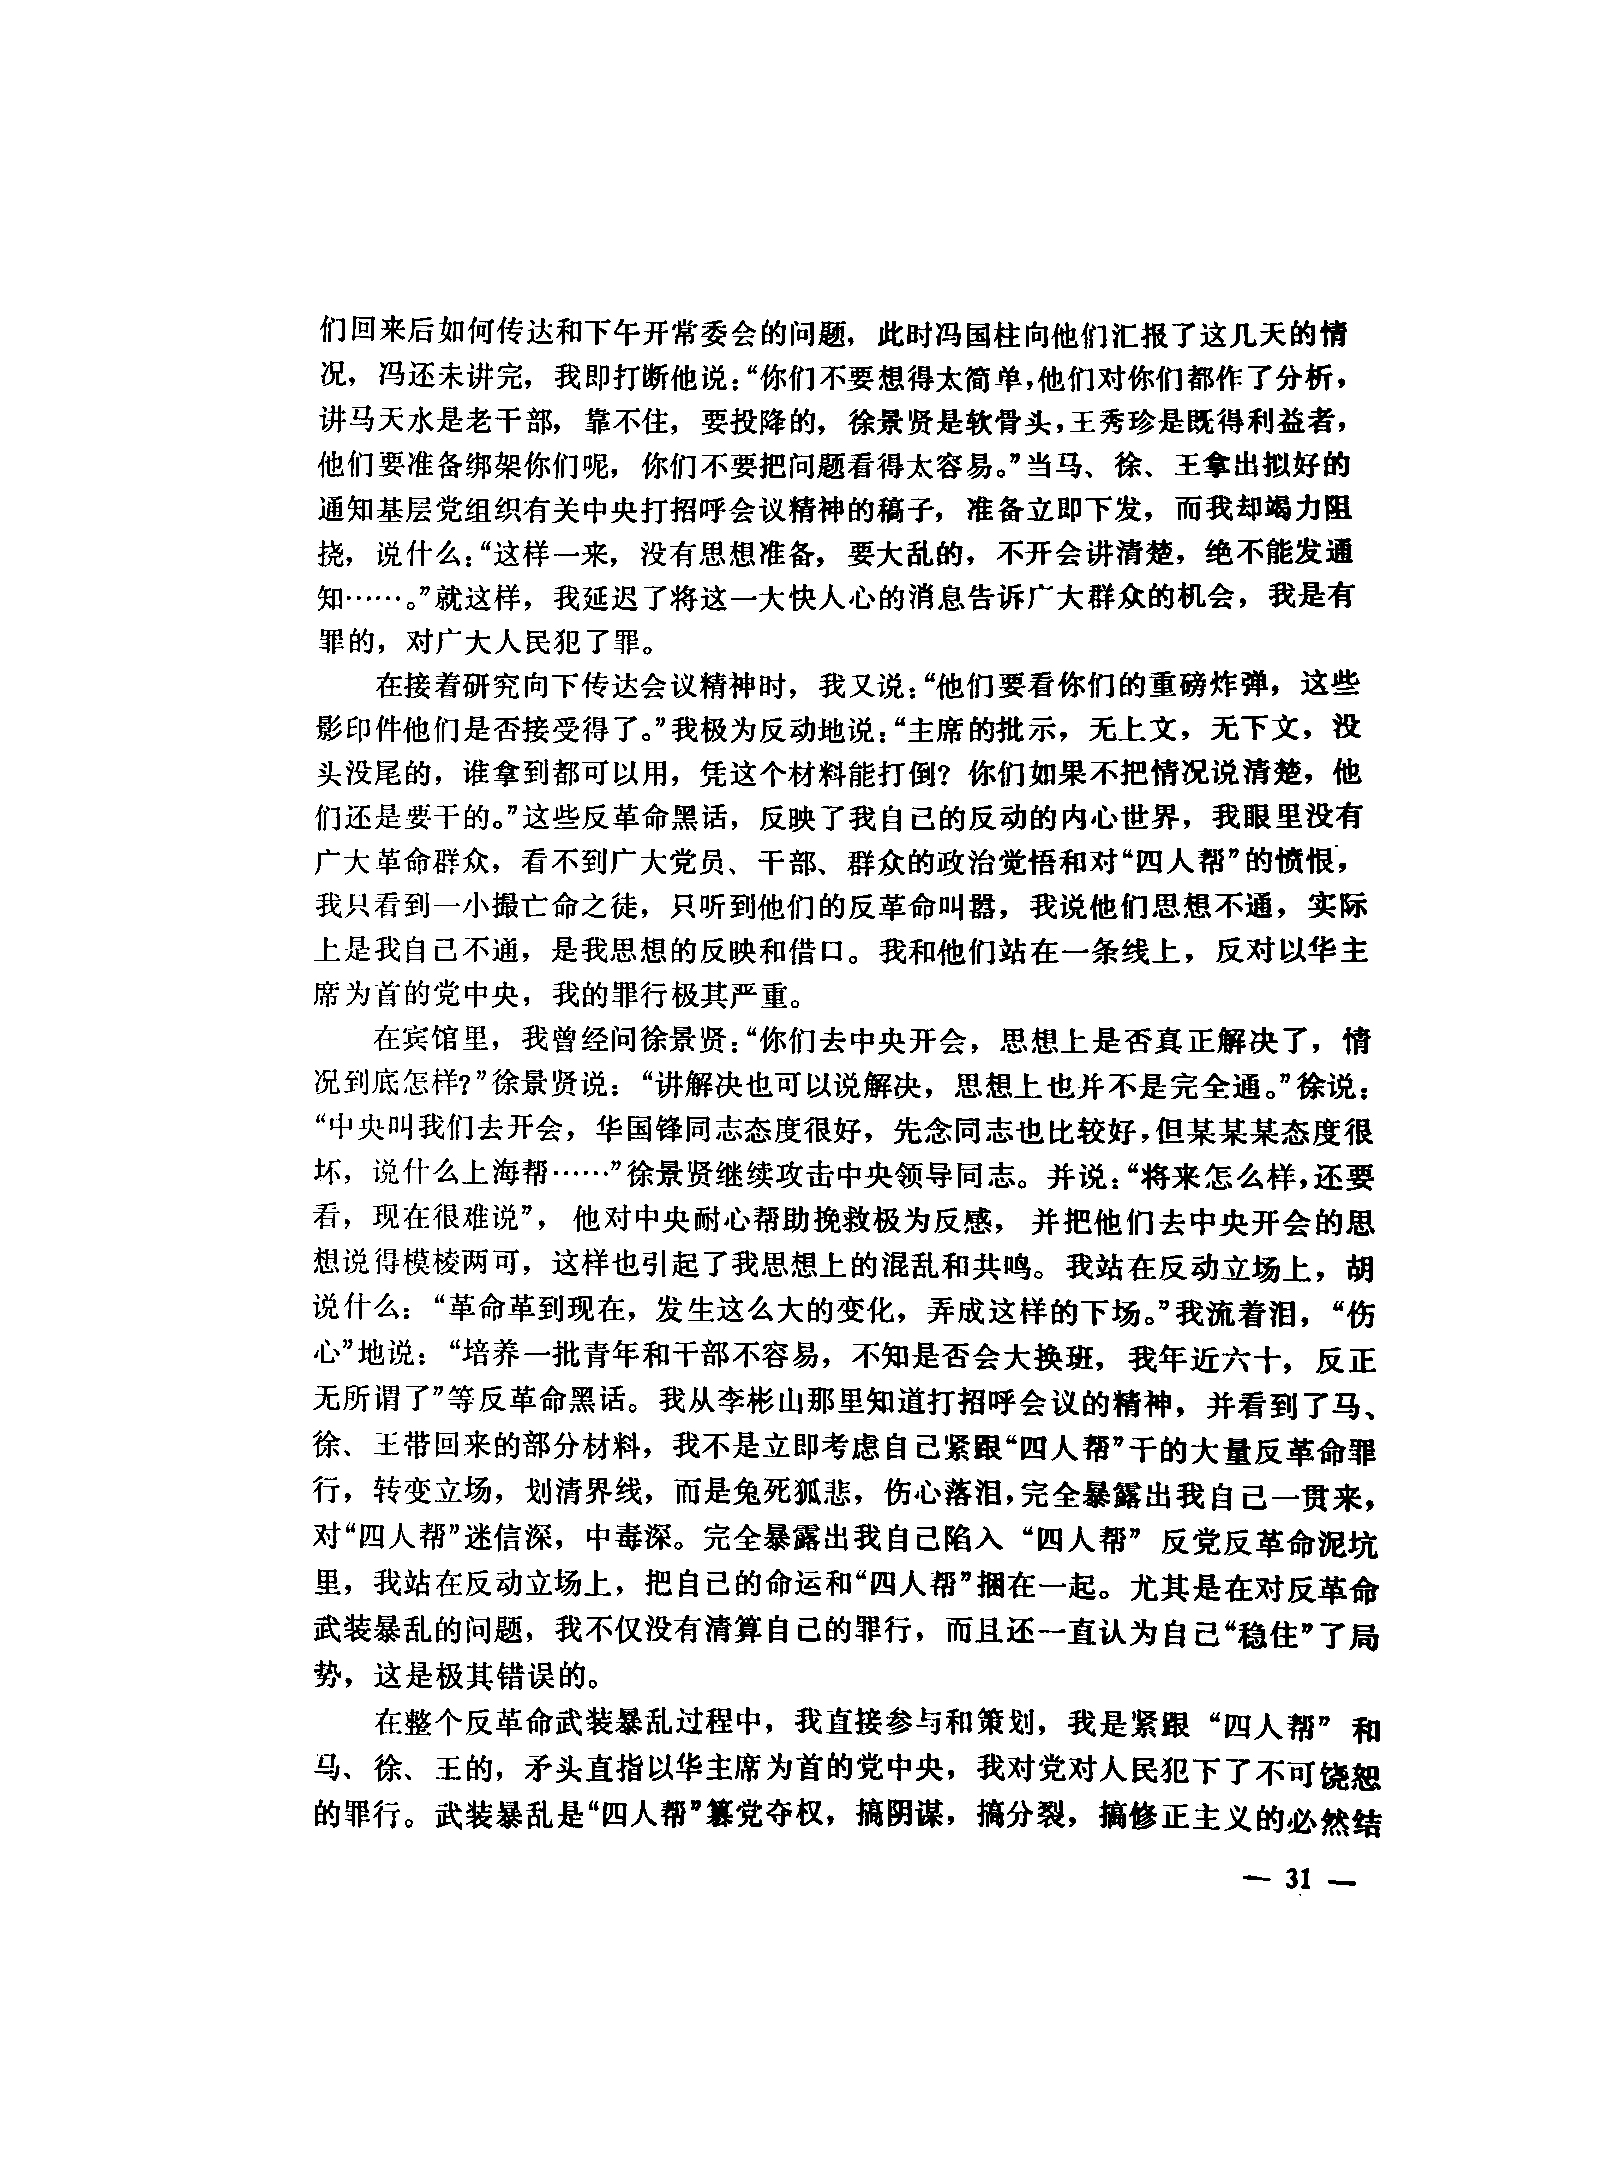 们回来后如何传达和下午开常委会的问题，此时冯国柱向他们汇报了这几天的情
况，冯还未讲完，我即打断他说：“你们不要想得太简单，他们对你们都作了分析，
讲马天水是老干部，靠不住，要投降的，徐景贤是软骨头，王秀珍是既得利益者，
他们要准备绑架你们呢，你们不要把问题看得太容易。”当马、徐、王拿出拟好的
通知基层党组织有关中央打招呼会议精神的稿子，准备立即下发，而我却竭力阻
挠，说什么：“这样一来，没有思想准备，要大乱的，不开会讲清楚，绝不能发通
知……。”就这样，我延迟了将这一大快人心的消息告诉广大群众的机会，我是有
罪的，对广大人民犯了罪。
在接着研究向下传达会议精神时，我又说：“他们要看你们的重磅炸弹，这些
影印件他们是否接受得了。”我极为反动地说：“主席的批示，无上文，无下文，没
头没尾的，谁拿到都可以用，凭这个材料能打倒？你们如果不把情况说清楚，他
们还是要干的。”这些反革命黑话，反映了我自己的反动的内心世界，我眼里没有
广大革命群众，看不到广大党员、干部、群众的政治觉悟和对“四人帮”的愤恨，
我只看到一小撮亡命之徒，只听到他们的反革命叫嚣，我说他们思想不通，实际
上是我自己不通，是我思想的反映和借口。我和他们站在一条线上，反对以华主
席为首的党中央，我的罪行极其严重。
在宾馆里，我曾经问徐景贤：“你们去中央开会，思想上是否真正解决了，情
况到底怎样？”徐景贤说：“讲解决也可以说解决，思想上也并不是完全通。”徐说：
“中央叫我们去开会，华国锋同志态度很好，先念同志也比较好，但某某某态度很
坏，说什么上海帮……”徐景贤继续攻击中央领导同志。并说：“将来怎么样，还要
看，现在很难说”，他对中央耐心帮助挽救极为反感，并把他们去中央开会的思
想说得模棱两可，这样也引起了我思想上的混乱和共鸣。我站在反动立场上，胡
说什么：“革命革到现在，发生这么大的变化，弄成这样的下场。”我流着泪，“伤
心”地说：“培养一批青年和干部不容易，不知是否会大换班，我年近六十，反正
无所谓了”等反革命黑话。我从李彬山那里知道打招呼会议的精神，并看到了马、
徐、王带回来的部分材料，我不是立即考虑自己紧跟“四人帮”干的大量反革命罪
行，转变立场，划清界线，而是兔死狐悲，伤心落泪，完全暴露出我自己一贯来，
对“四人帮”迷信深，中毒深。完全暴露出我自己陷入“四人帮”反党反革命泥坑
里，我站在反动立场上，把自己的命运和“四人帮”捆在一起。尤其是在对反革命
武装暴乱的问题，我不仅没有清算自己的罪行，而且还一直认为自己“稳住”了局
势，这是极其错误的。
在整个反革命武装暴乱过程中，我直接参与和策划，我是紧跟“四人帮”和
马、徐、王的，矛头直指以华主席为首的党中央，我对党对人民犯下了不可饶恕
的罪行。武装暴乱是“四人帮”篡党夺权，搞阴谋，搞分裂，搞修正主义的必然结
— 31 —